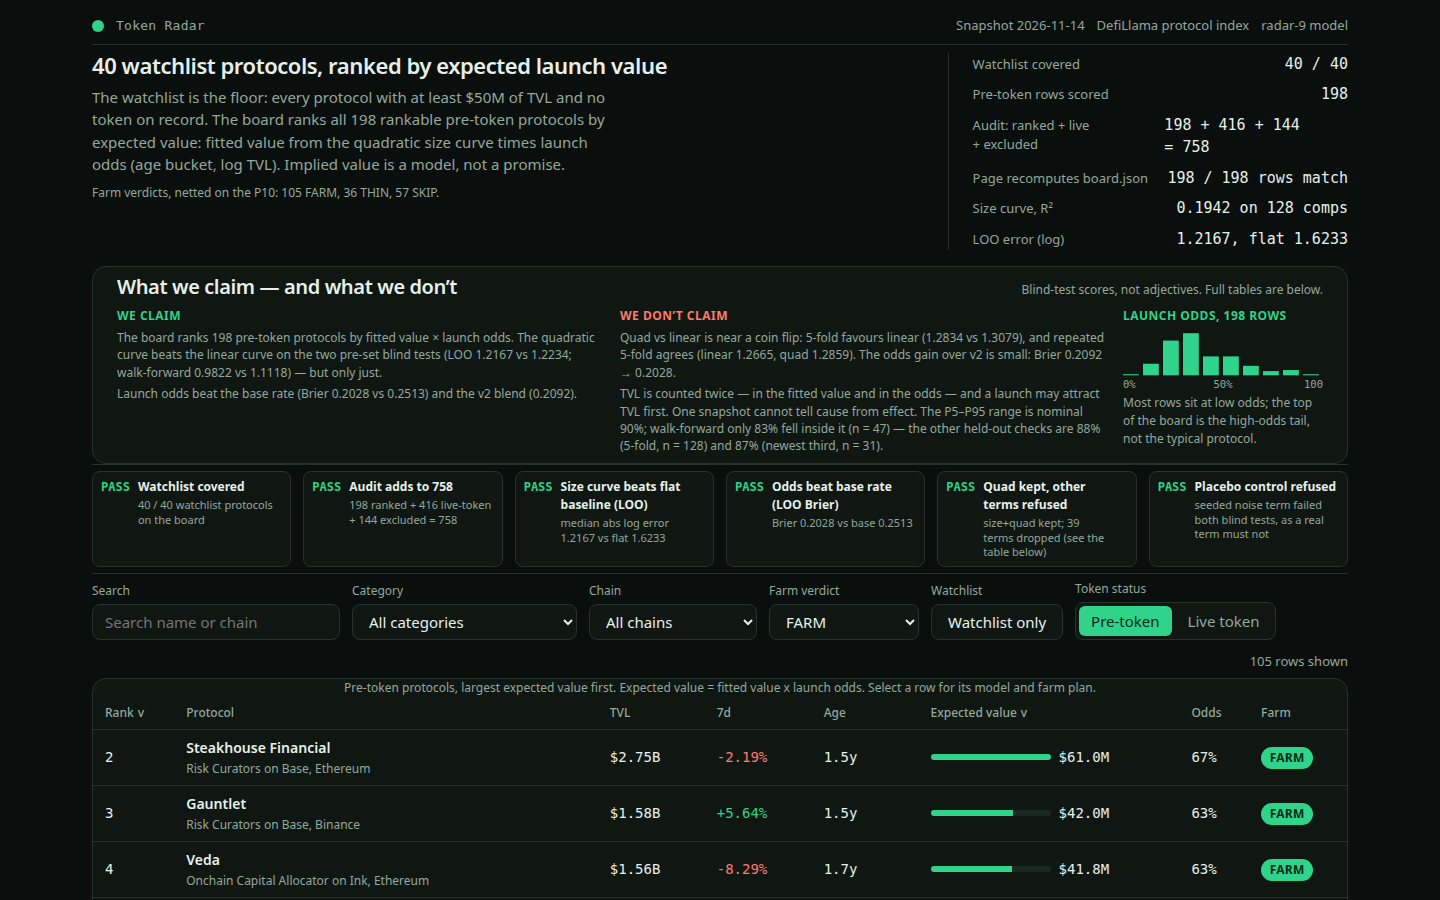 Token Radar
Snapshot 2026-11-14 DefiLlama protocol index radar-9 model
40 watchlist protocols, ranked by expected launch value
The watchlist is the floor: every protocol with at least $50M of TVL and no
token on record. The board ranks all 198 rankable pre-token protocols by
expected value: fitted value from the quadratic size curve times launch
odds (age bucket, log TVL). Implied value is a model, not a promise.
Farm verdicts, netted on the P10: 105 FARM, 36 THIN, 57 SKIP.
Watchlist covered 40 / 40
Pre-token rows scored 198
Audit: ranked + live
+ excluded
198 + 416 + 144
= 758
Page recomputes board.json 198 / 198 rows match
Size curve, R² 0.1942 on 128 comps
LOO error (log) 1.2167, flat 1.6233
What we claim — and what we don’t
Blind-test scores, not adjectives. Full tables are below.
WE CLAIM
The board ranks 198 pre-token protocols by fitted value × launch odds. The quadratic
curve beats the linear curve on the two pre-set blind tests (LOO 1.2167 vs 1.2234;
walk-forward 0.9822 vs 1.1118) — but only just.
Launch odds beat the base rate (Brier 0.2028 vs 0.2513) and the v2 blend (0.2092).
WE DON’T CLAIM
Quad vs linear is near a coin flip: 5-fold favours linear (1.2834 vs 1.3079), and repeated
5-fold agrees (linear 1.2665, quad 1.2859). The odds gain over v2 is small: Brier 0.2092
→ 0.2028.
TVL is counted twice — in the fitted value and in the odds — and a launch may attract
TVL first. One snapshot cannot tell cause from effect. The P5–P95 range is nominal
90%; walk-forward only 83% fell inside it (n = 47) — the other held-out checks are 88%
(5-fold, n = 128) and 87% (newest third, n = 31).
LAUNCH ODDS, 198 ROWS
0% 50% 100
Most rows sit at low odds; the top
of the board is the high-odds tail,
not the typical protocol.
PASS Watchlist covered
40 / 40 watchlist protocols
on the board
PASS Audit adds to 758
198 ranked + 416 live-token
+ 144 excluded = 758
PASS Size curve beats flat
baseline (LOO)
median abs log error
1.2167 vs flat 1.6233
PASS Odds beat base rate
(LOO Brier)
Brier 0.2028 vs base 0.2513
PASS Quad kept, other
terms refused
size+quad kept; 39
terms dropped (see the
table below)
PASS Placebo control refused
seeded noise term failed
both blind tests, as a real
term must not
Search
Search name or chain
Category
All categories
Chain
All chains
Farm verdict
FARM
Watchlist
Watchlist only
Token status
Pre-token Live token
105 rows shown
Pre-token protocols, largest expected value first. Expected value = fitted value x launch odds. Select a row for its model and farm plan.
Rank v Protocol TVL 7d Age Expected value v Odds Farm
2 Steakhouse Financial $2.75B -2.19% 1.5y $61.0M 67% FARM
Risk Curators on Base, Ethereum
3 Gauntlet $1.58B +5.64% 1.5y $42.0M 63% FARM
Risk Curators on Base, Binance
4 Veda $1.56B -8.29% 1.7y $41.8M 63% FARM
Onchain Capital Allocator on Ink, Ethereum